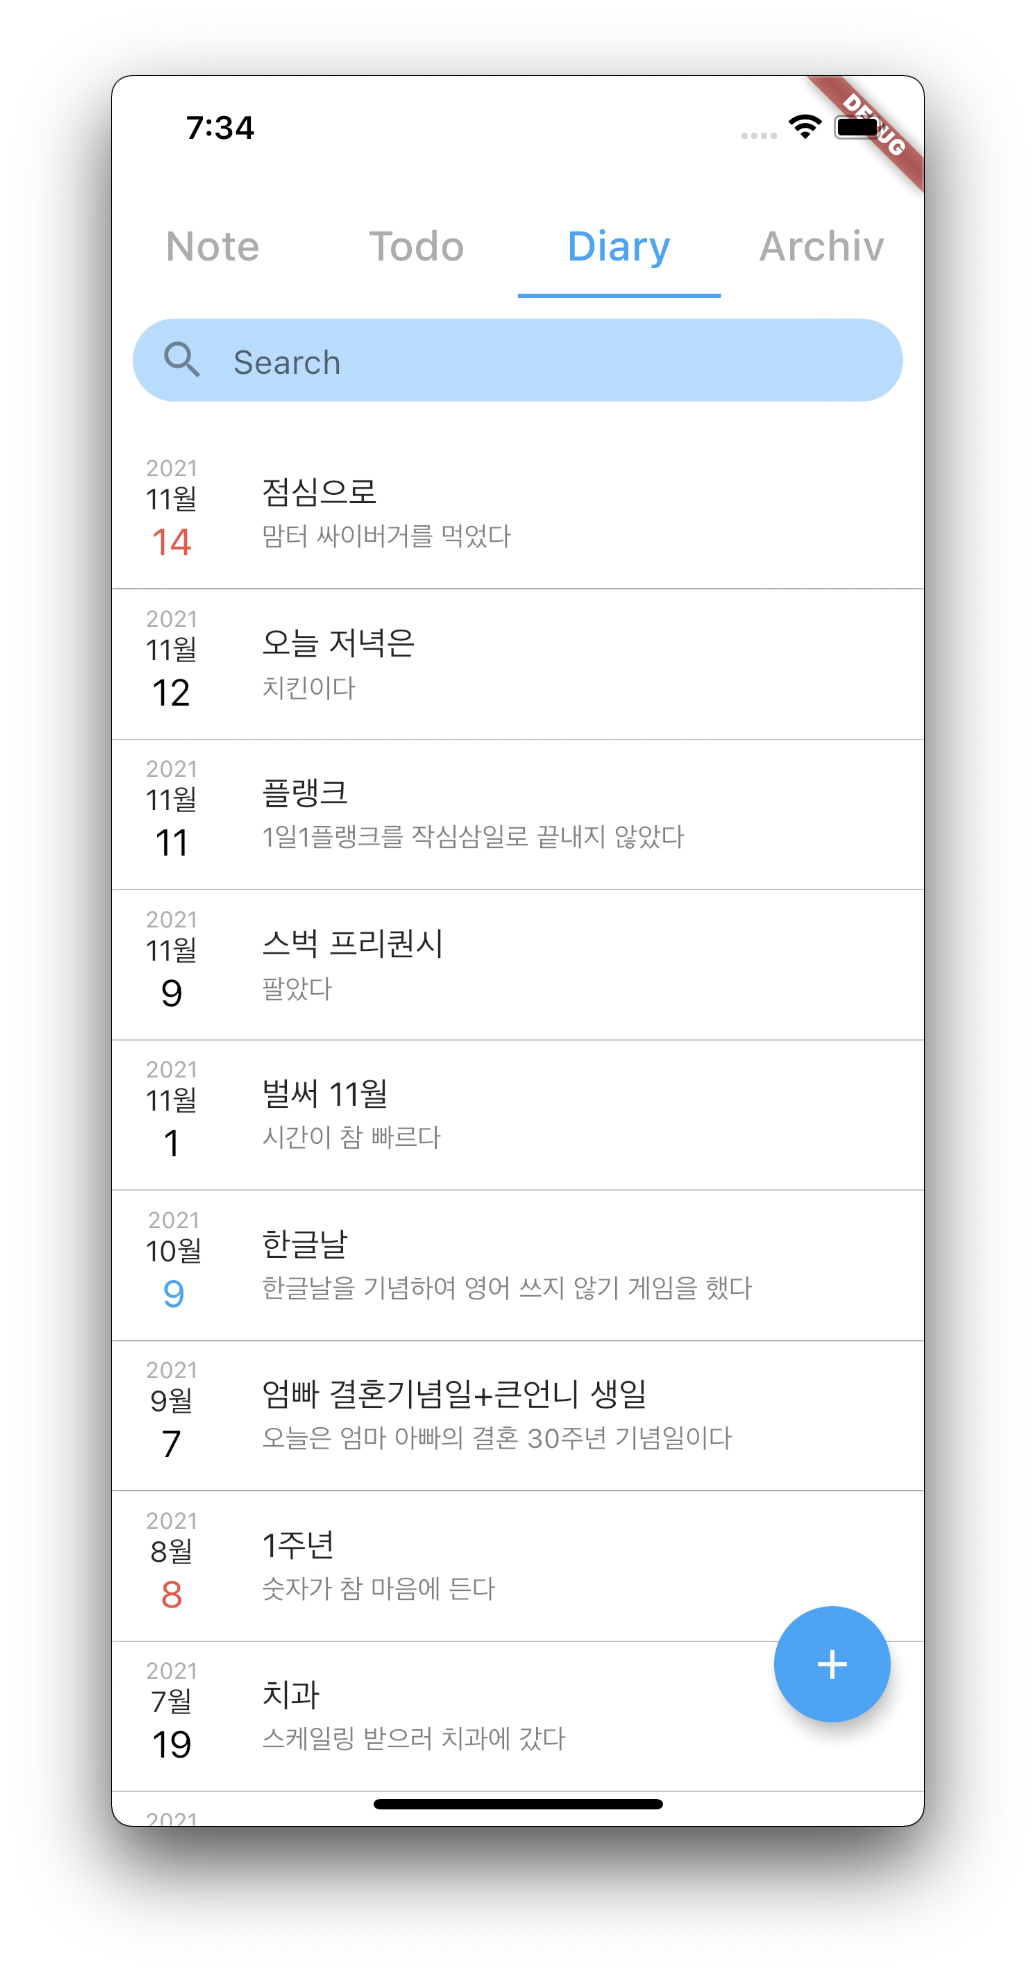 7:34
DEBUG
Note Todo Diary Archiv
Search
2021
11월
14
점심으로
맘터 싸이버거를 먹었다
2021
11월
12
오늘 저녁은
치킨이다
2021
11월
11
플랭크
1일1플랭크를 작심삼일로 끝내지 않았다
2021
11월
9
스벅 프리퀀시
팔았다
2021
11월
1
벌써 11월
시간이 참 빠르다
2021
10월
9
한글날
한글날을 기념하여 영어 쓰지 않기 게임을 했다
2021
9월
7
엄빠 결혼기념일+큰언니 생일
오늘은 엄마 아빠의 결혼 30주년 기념일이다
2021
8월
8
1주년
숫자가 참 마음에 든다
2021
7월
19
치과
스케일링 받으러 치과에 갔다
2021